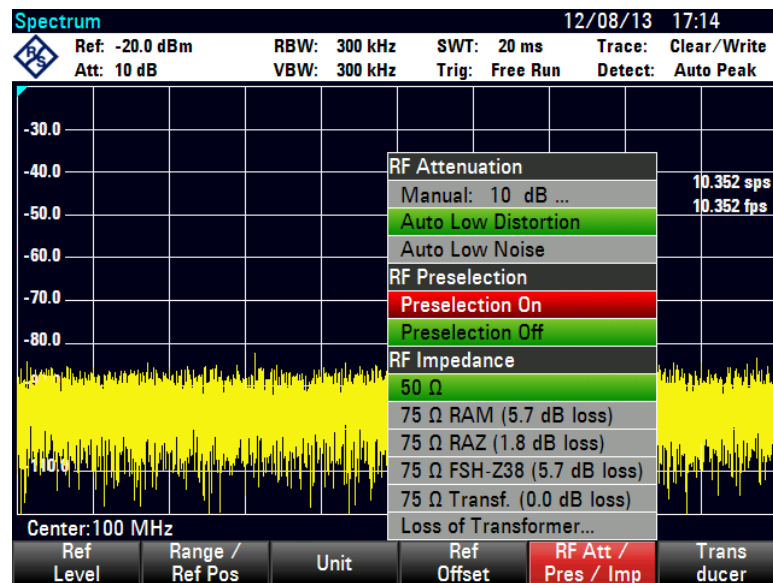 Spectrum 12/08/13 17:14
R&S Ref: -20.0 dBm RBW: 300 kHz SWT: 20 ms Trace: Clear/Write
Att: 10 dB VBW: 300 kHz Trig: Free Run Detect: Auto Peak
-30.0
-40.0
-50.0
-60.0
-70.0
-80.0
-110.0
10.352 sps
10.352 fps
RF Attenuation
Manual: 10 dB ...
Auto Low Distortion
Auto Low Noise
RF Preselection
Preselection On
Preselection Off
RF Impedance
50 Ω
75 Ω RAM (5.7 dB loss)
75 Ω RAZ (1.8 dB loss)
75 Ω FSH-Z38 (5.7 dB loss)
75 Ω Transf. (0.0 dB loss)
Loss of Transformer...
Center:100 MHz
Ref Level
Range / Ref Pos
Unit
Ref Offset
RF Att / Pres / Imp
Trans ducer